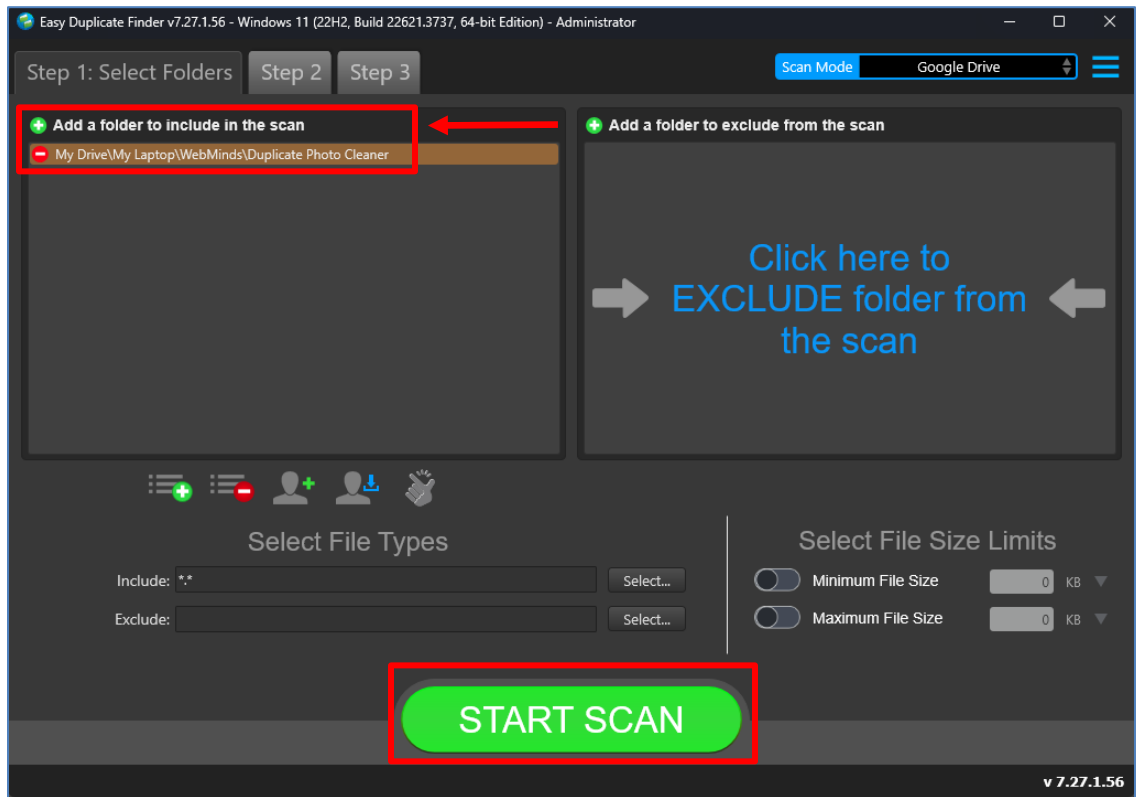 Easy Duplicate Finder v7.27.1.56 - Windows 11 (22H2, Build 22621.3737, 64-bit Edition) - Administrator
Step 1: Select Folders
Step 2
Step 3
Scan Mode
Google Drive
Add a folder to include in the scan
My Drive\My Laptop\WebMinds\Duplicate Photo Cleaner
Add a folder to exclude from the scan
Click here to
EXCLUDE folder from
the scan
Select File Types
Include: *.*
Select...
Exclude:
Select...
Select File Size Limits
Minimum File Size 0 KB
Maximum File Size 0 KB
START SCAN
v 7.27.1.56